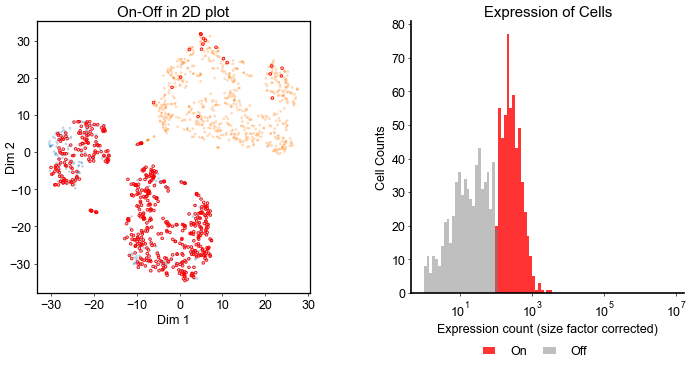 On-Off in 2D plot
30
20
10
0
−10
−20
−30
Dim 2
−30 −20 −10 0 10 20 30
Dim 1
Expression of Cells
80
70
60
50
40
30
20
10
0
Cell Counts
10^1 10^3 10^5 10^7
Expression count (size factor corrected)
On Off